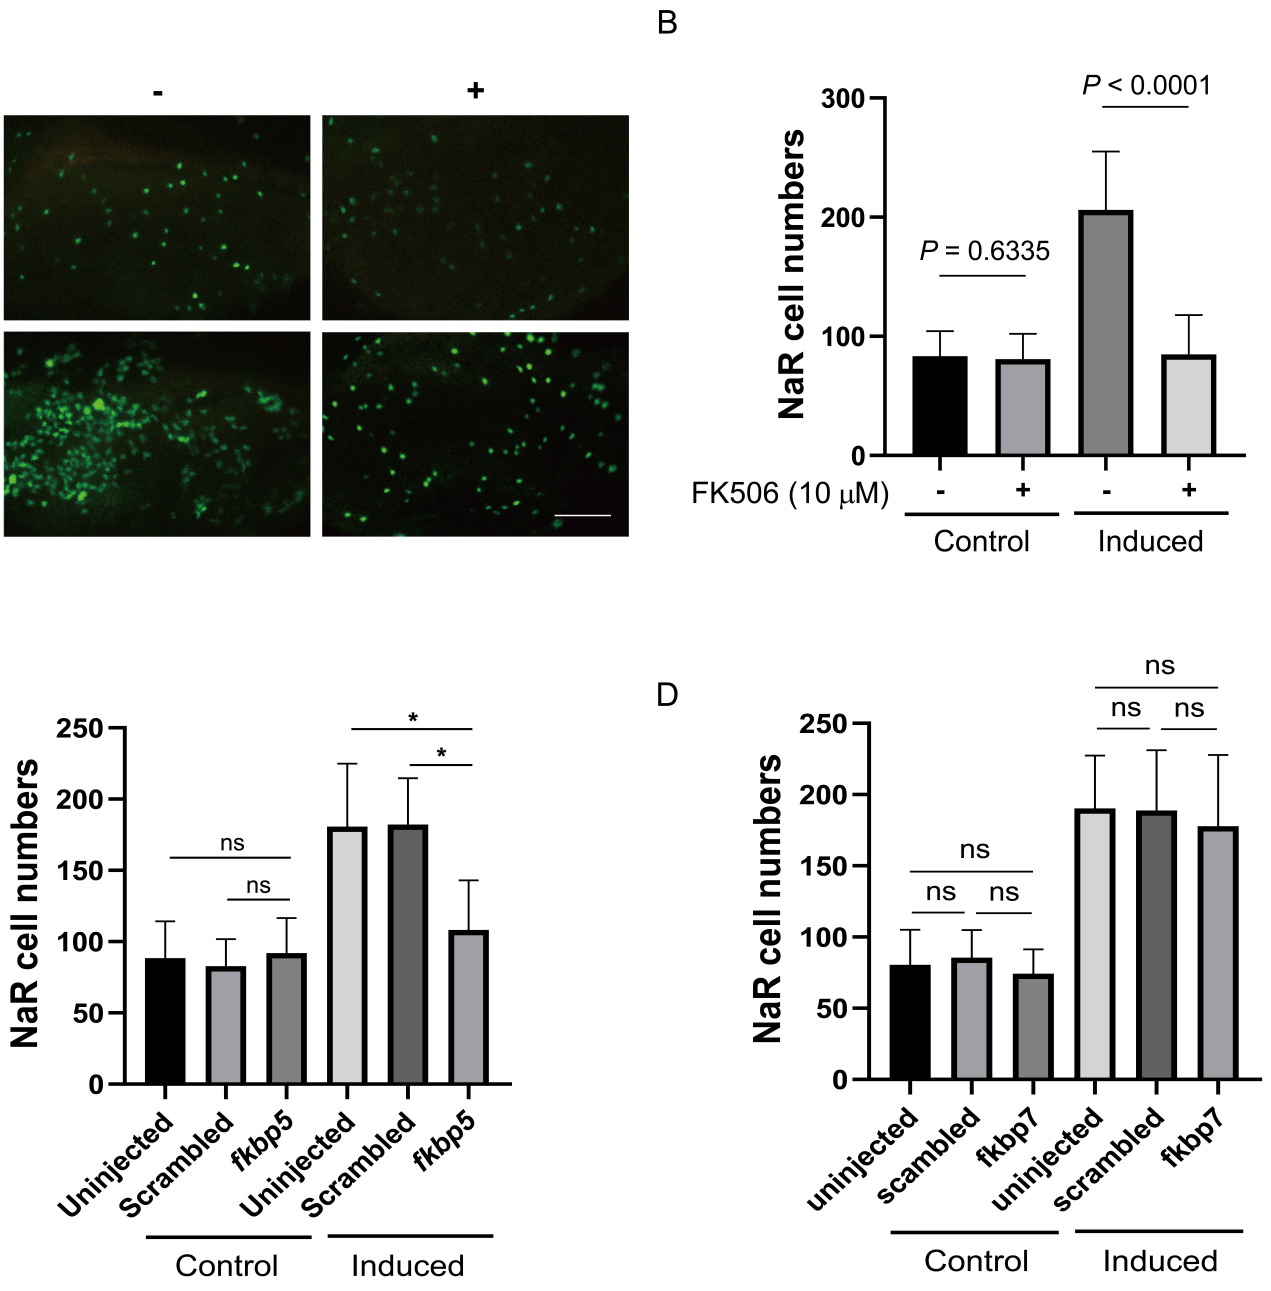 B
- +
P < 0.0001
P = 0.6335
NaR cell numbers
300
200
100
0
FK506 (10 μM) - + - +
Control Induced
NaR cell numbers
250
200
150
100
50
0
* 
*
ns
ns
Uninjected Scrambled fkbp5 Uninjected Scrambled fkbp5
Control Induced
D
NaR cell numbers
250
200
150
100
50
0
ns
ns ns
ns
ns ns
uninjected scambled fkbp7 uninjected scrambled fkbp7
Control Induced